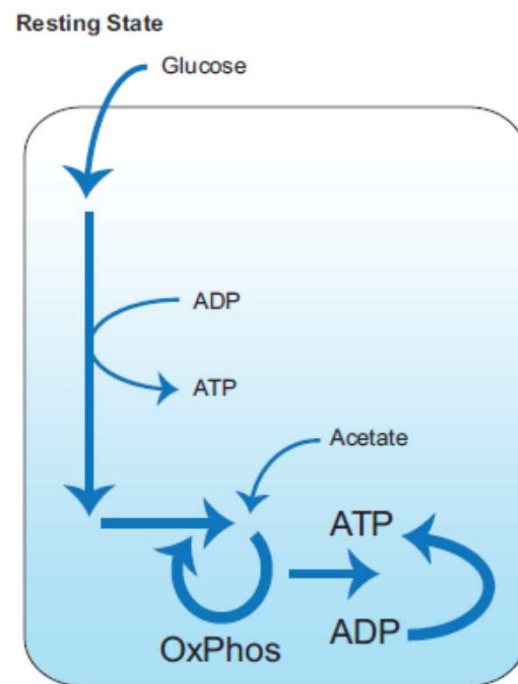 Resting State
Glucose
ADP
ATP
Acetate
ATP
ADP
OxPhos